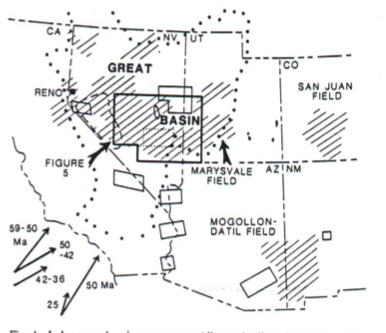 CA
NV
UT
GREAT
CO
RENO
BASIN
SAN JUAN
FIELD
FIGURE
5
MARYSVALE
FIELD
AZ
NM
MOGOLLON-
DATIL FIELD
59-50
Ma
50
-42
42-36
50 Ma
25